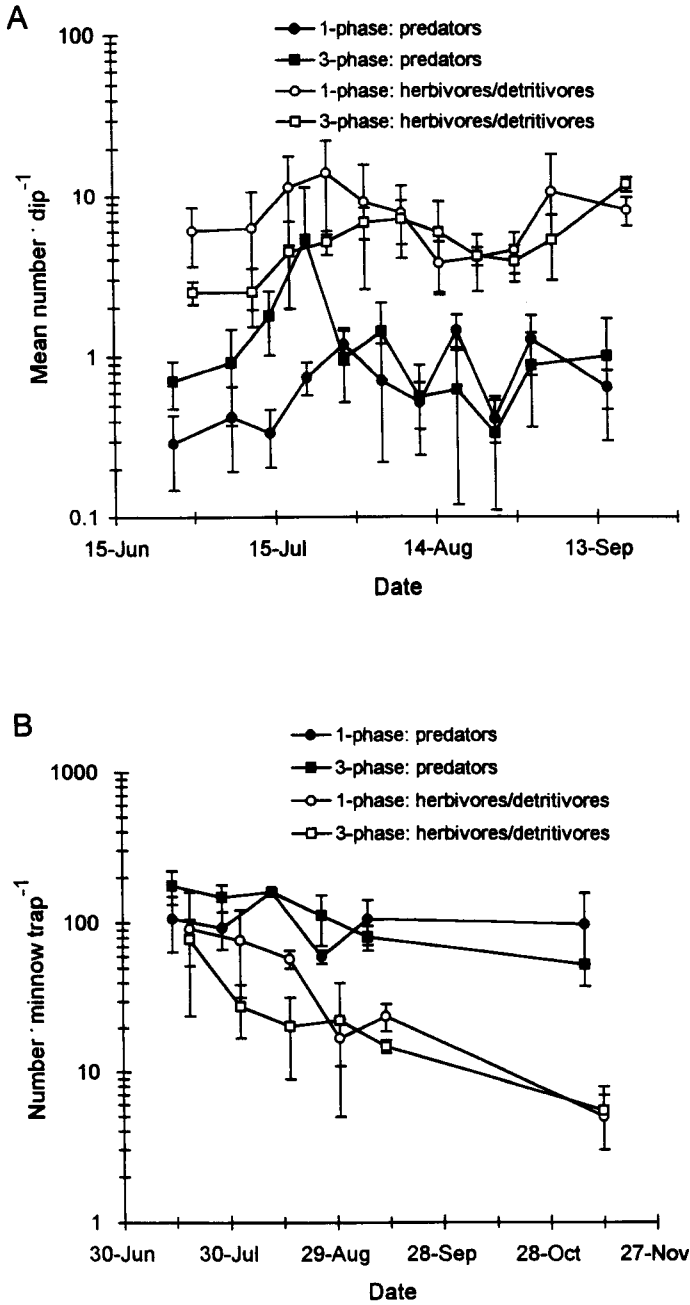 A
1-phase: predators
3-phase: predators
1-phase: herbivores/detritivores
3-phase: herbivores/detritivores
100
10
1
0.1
Mean number · dip⁻¹
15-Jun 15-Jul 14-Aug 13-Sep
Date
B
1-phase: predators
3-phase: predators
1-phase: herbivores/detritivores
3-phase: herbivores/detritivores
1000
100
10
1
Number · minnow trap⁻¹
30-Jun 30-Jul 29-Aug 28-Sep 28-Oct 27-Nov
Date